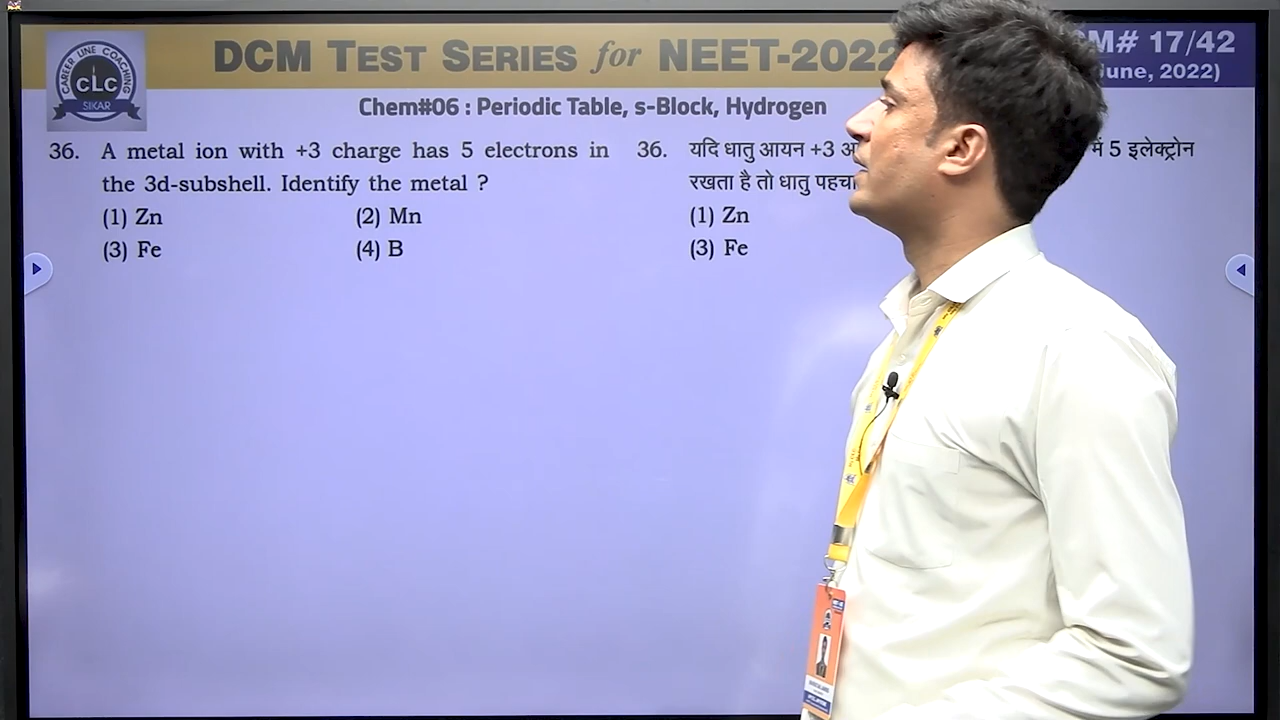 CAREER LINE COACHING
CLC
SIKAR
DCM TEST SERIES for NEET-2022
M# 17/42
June, 2022)
Chem#06 : Periodic Table, s-Block, Hydrogen
36. A metal ion with +3 charge has 5 electrons in
the 3d-subshell. Identify the metal ?
(1) Zn (2) Mn
(3) Fe (4) B
36. यदि धातु आयन +3 में 5 इलेक्ट्रोन
रखता है तो धातु
(1) Zn
(3) Fe